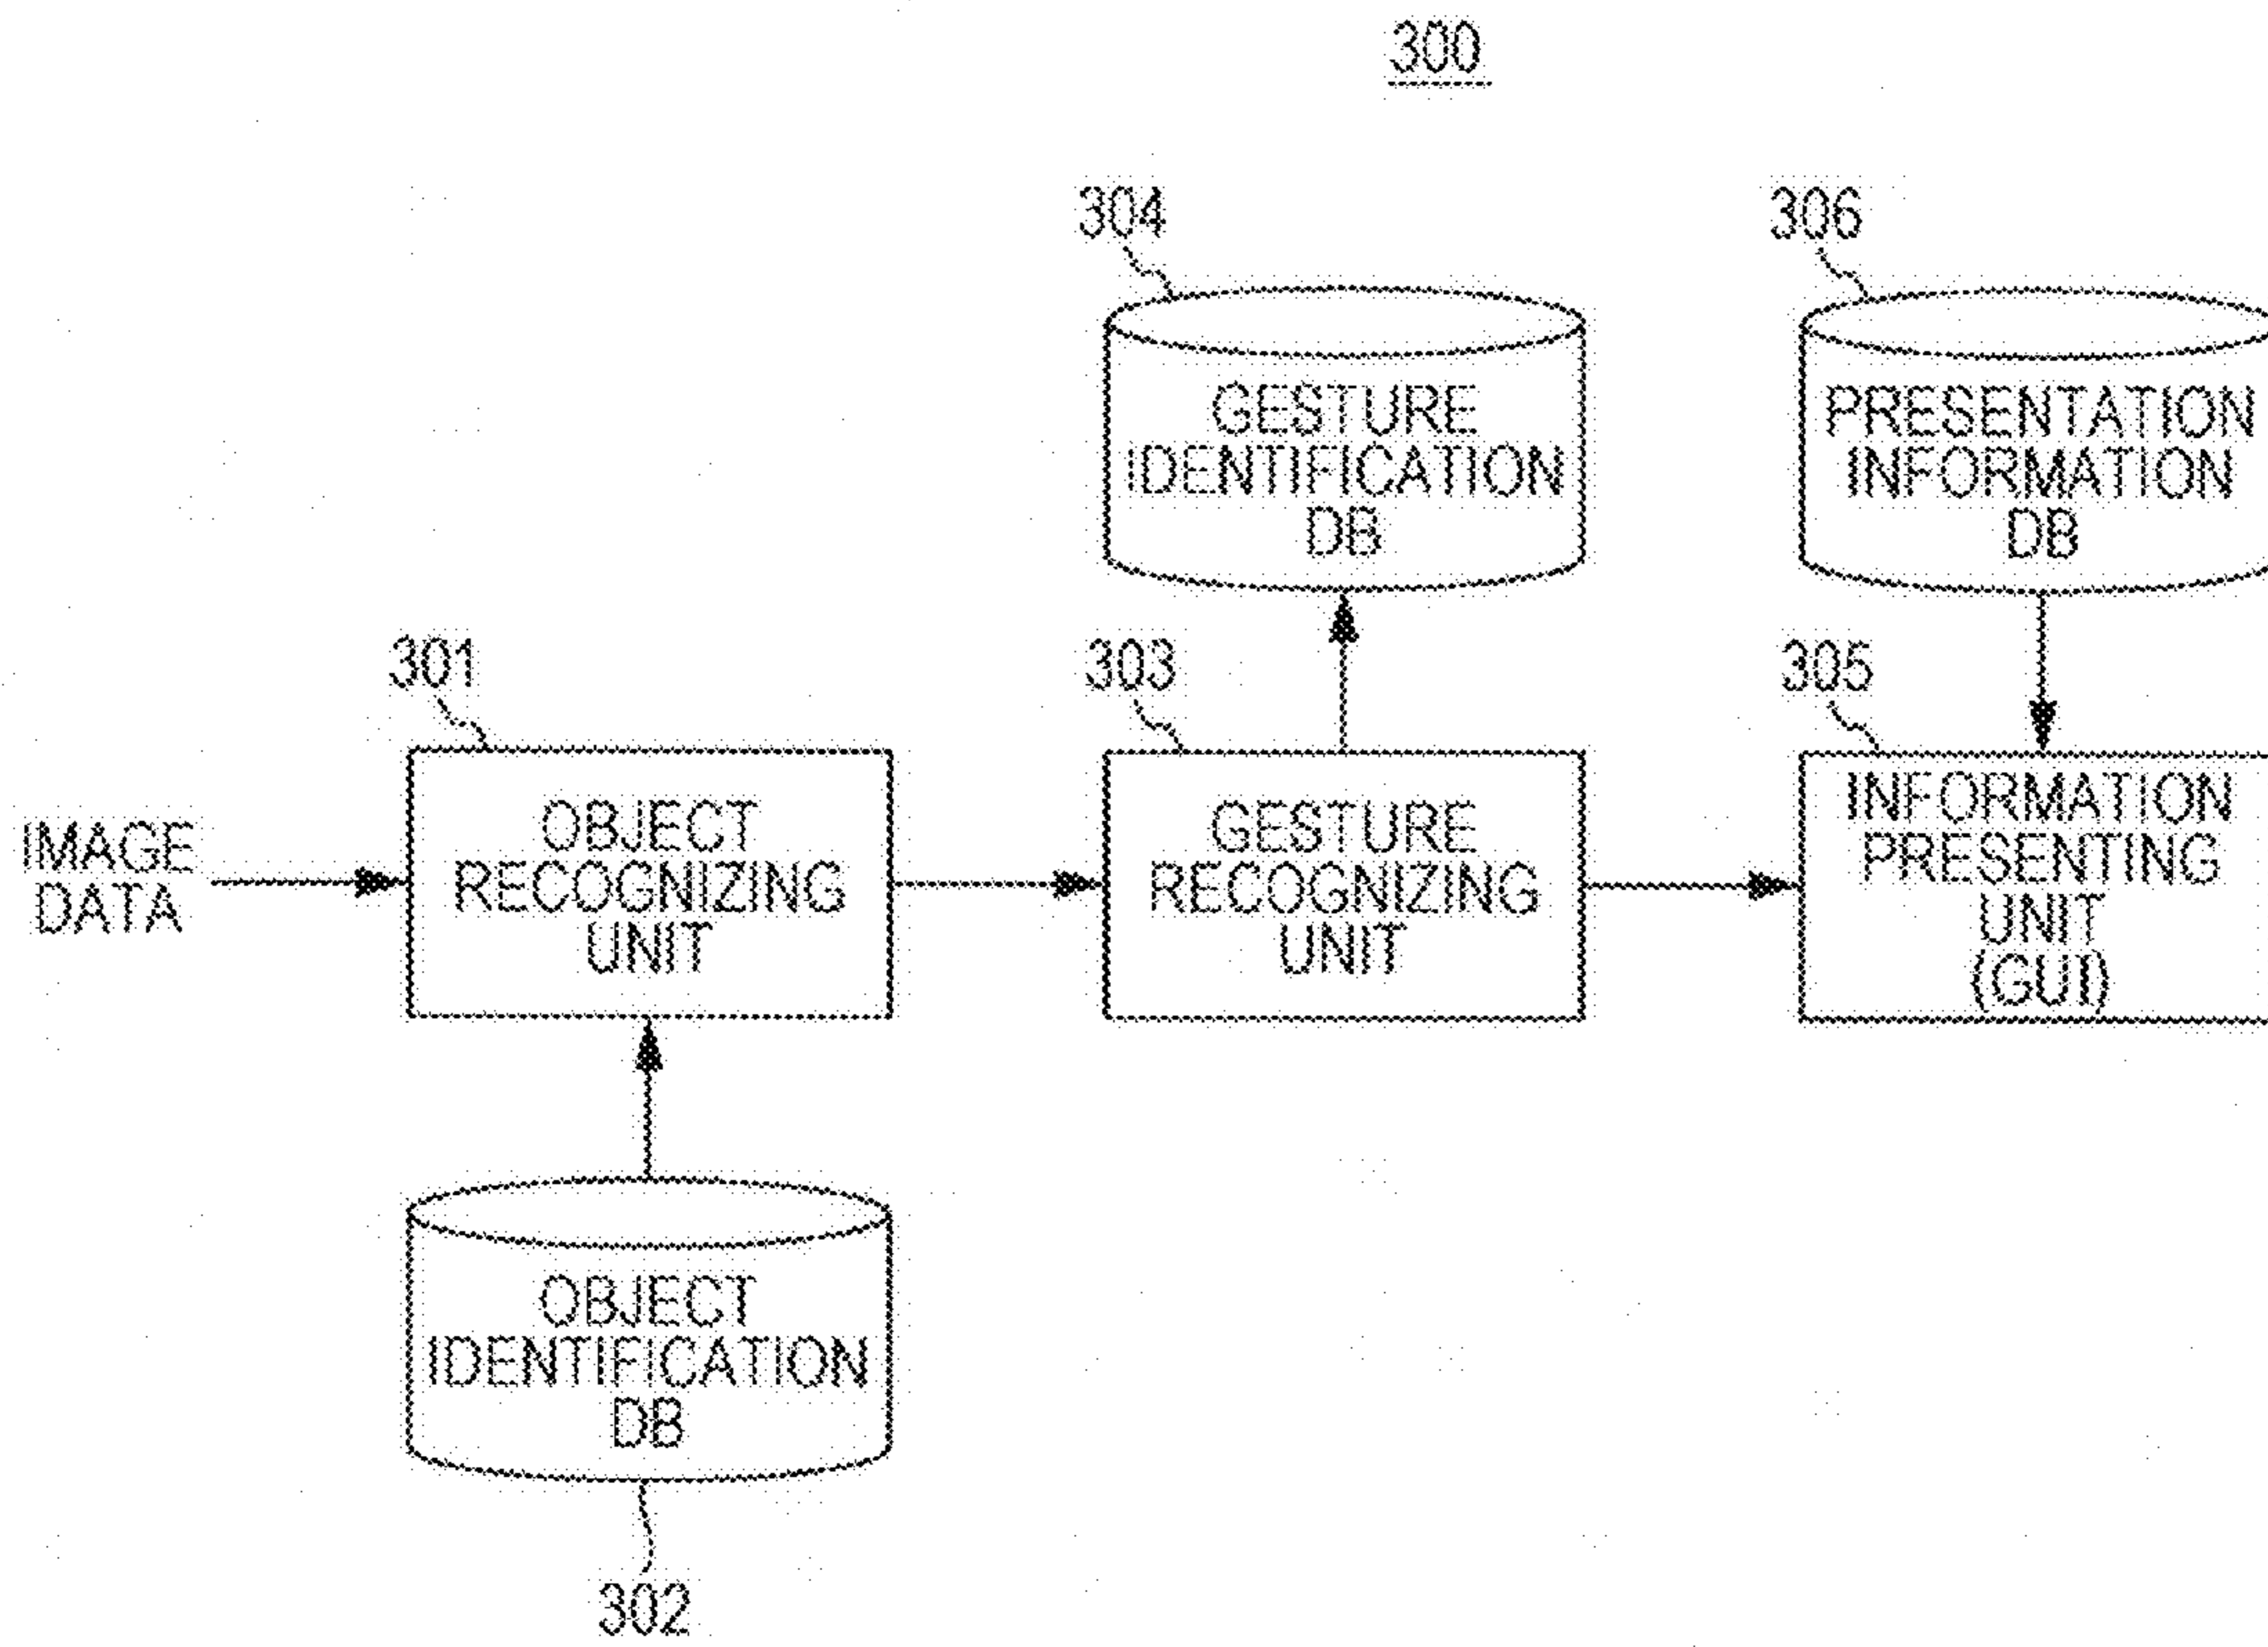 300
304
306
GESTURE
IDENTIFICATION
DB
PRESENTATION
INFORMATION
DB
301
303
305
IMAGE
DATA
OBJECT
RECOGNIZING
UNIT
GESTURE
RECOGNIZING
UNIT
INFORMATION
PRESENTING
UNIT
(GUI)
OBJECT
IDENTIFICATION
DB
302